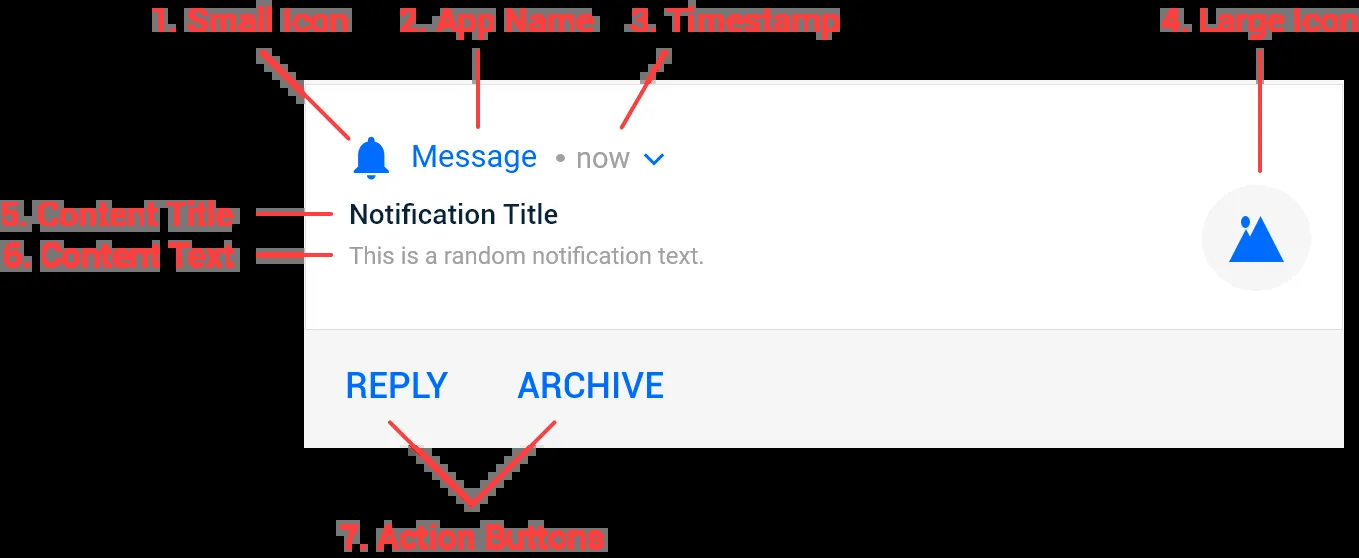 1. Small Icon 2. App Name 3. Timestamp 4. Large Icon
Message • now
5. Content Title Notification Title
6. Content Text This is a random notification text.
REPLY ARCHIVE
7. Action Buttons